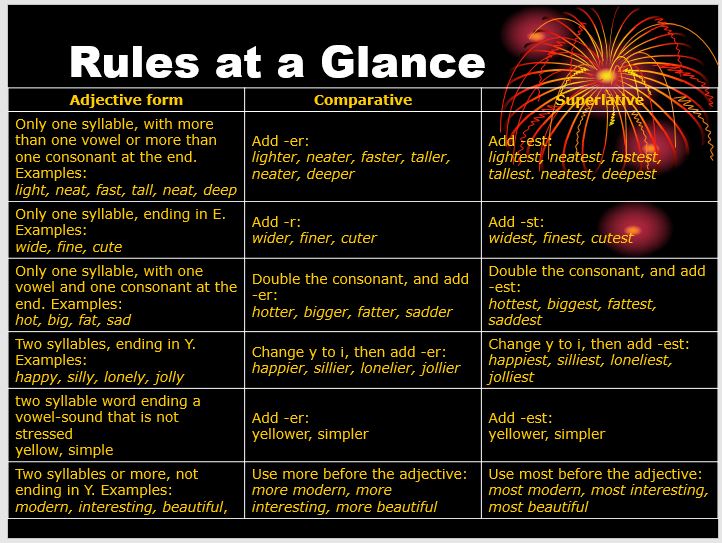 Rules at a Glance
Adjective form
Comparative
Superlative
Only one syllable, with more
than one vowel or more than
one consonant at the end.
Examples:
light, neat, fast, tall, neat, deep
Add -er:
lighter, neater, faster, taller,
neater, deeper
Add -est:
lightest, neatest, fastest,
tallest. neatest, deepest
Only one syllable, ending in E.
Examples:
wide, fine, cute
Add -r:
wider, finer, cuter
Add -st:
widest, finest, cutest
Only one syllable, with one
vowel and one consonant at the
end. Examples:
hot, big, fat, sad
Double the consonant, and add
-er:
hotter, bigger, fatter, sadder
Double the consonant, and add
-est:
hottest, biggest, fattest,
saddest
Two syllables, ending in Y.
Examples:
happy, silly, lonely, jolly
Change y to i, then add -er:
happier, sillier, lonelier, jollier
Change y to i, then add -est:
happiest, silliest, loneliest,
jolliest
two syllable word ending a
vowel-sound that is not
stressed
yellow, simple
Add -er:
yellower, simpler
Add -est:
yellower, simpler
Two syllables or more, not
ending in Y. Examples:
modern, interesting, beautiful,
Use more before the adjective:
more modern, more
interesting, more beautiful
Use most before the adjective:
most modern, most interesting,
most beautiful